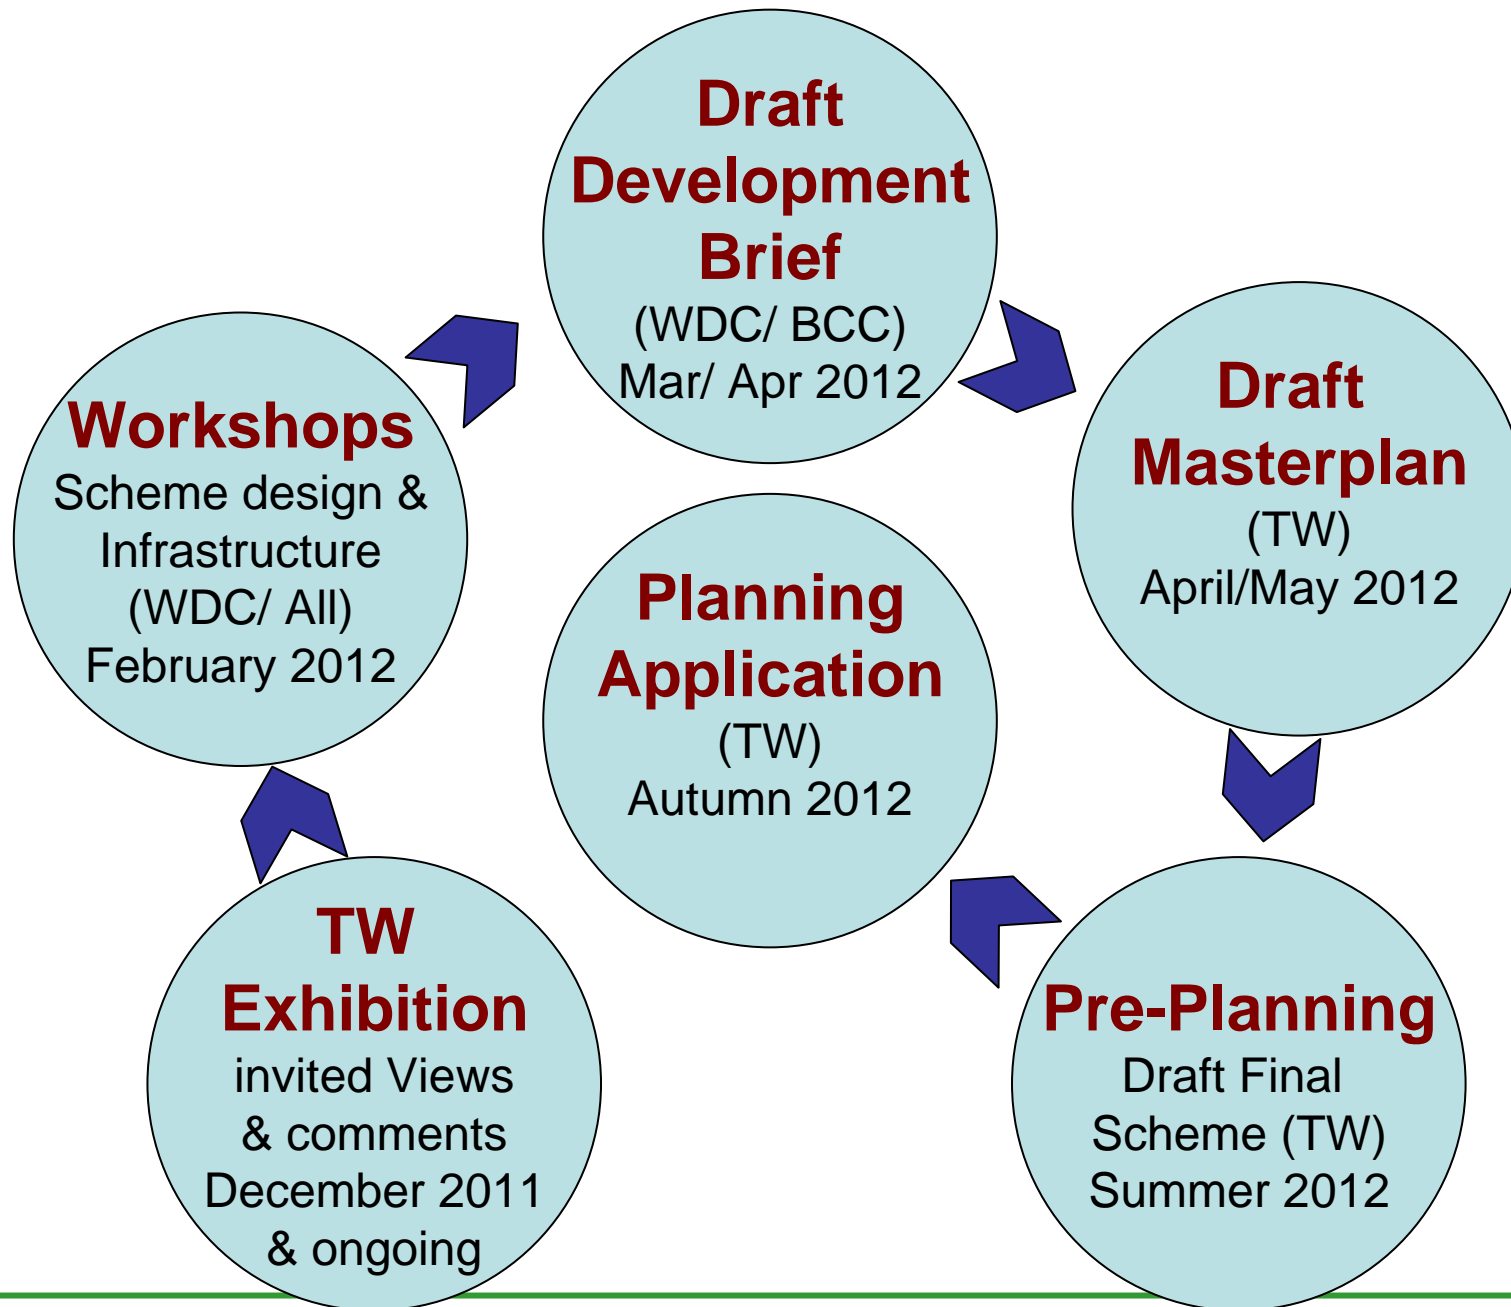 TW
Exhibition
invited Views
& comments
December 2011
& ongoing
Workshops
Scheme design &
Infrastructure
(WDC/ All)
February 2012
Draft
Development
Brief
(WDC/ BCC)
Mar/ Apr 2012
Draft
Masterplan
(TW)
April/May 2012
Pre-Planning
Draft Final
Scheme (TW)
Summer 2012
Planning
Application
(TW)
Autumn 2012